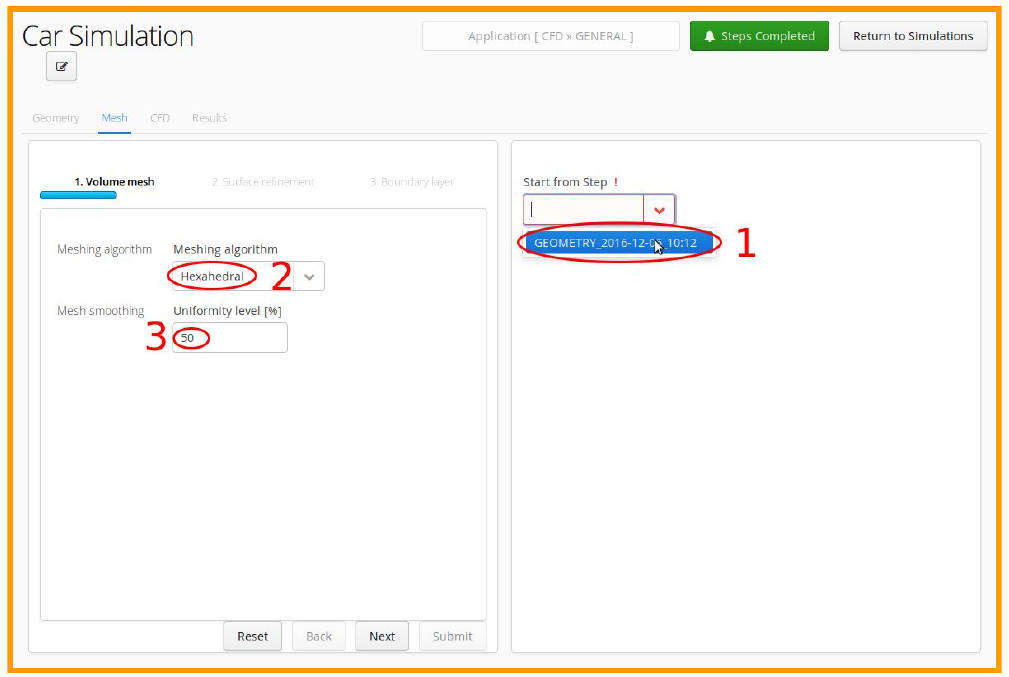 Car Simulation
Application [ CFD » GENERAL ]
Steps Completed
Return to Simulations
Geometry Mesh CFD Results
1. Volume mesh 2. Surface refinement 3. Boundary layer
Meshing algorithm Meshing algorithm
Hexahedral 2
Mesh smoothing Uniformity level [%]
3 50
Reset Back Next Submit
Start from Step !
GEOMETRY_2016-12- 10:12 1